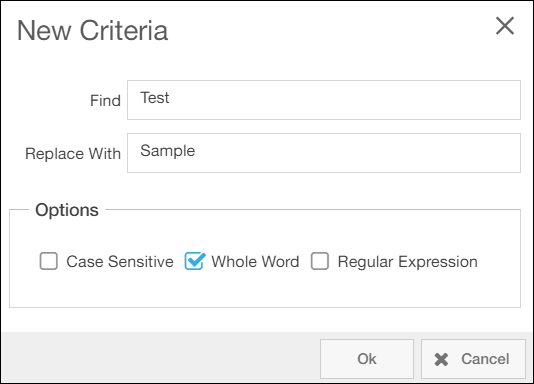 New Criteria
Find Test
Replace With Sample
Options
Case Sensitive Whole Word Regular Expression
Ok Cancel